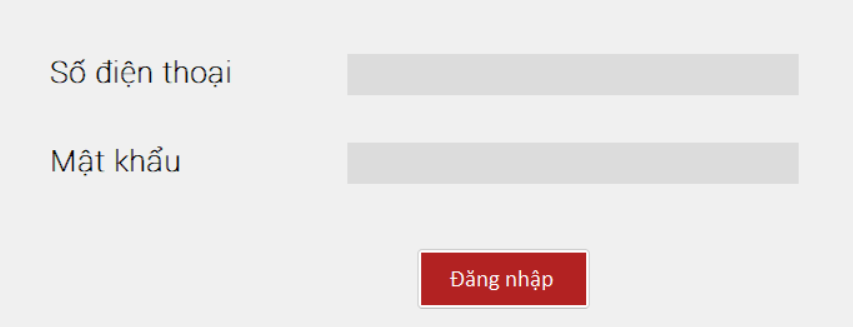 Số điện thoại
Mật khẩu
Đăng nhập